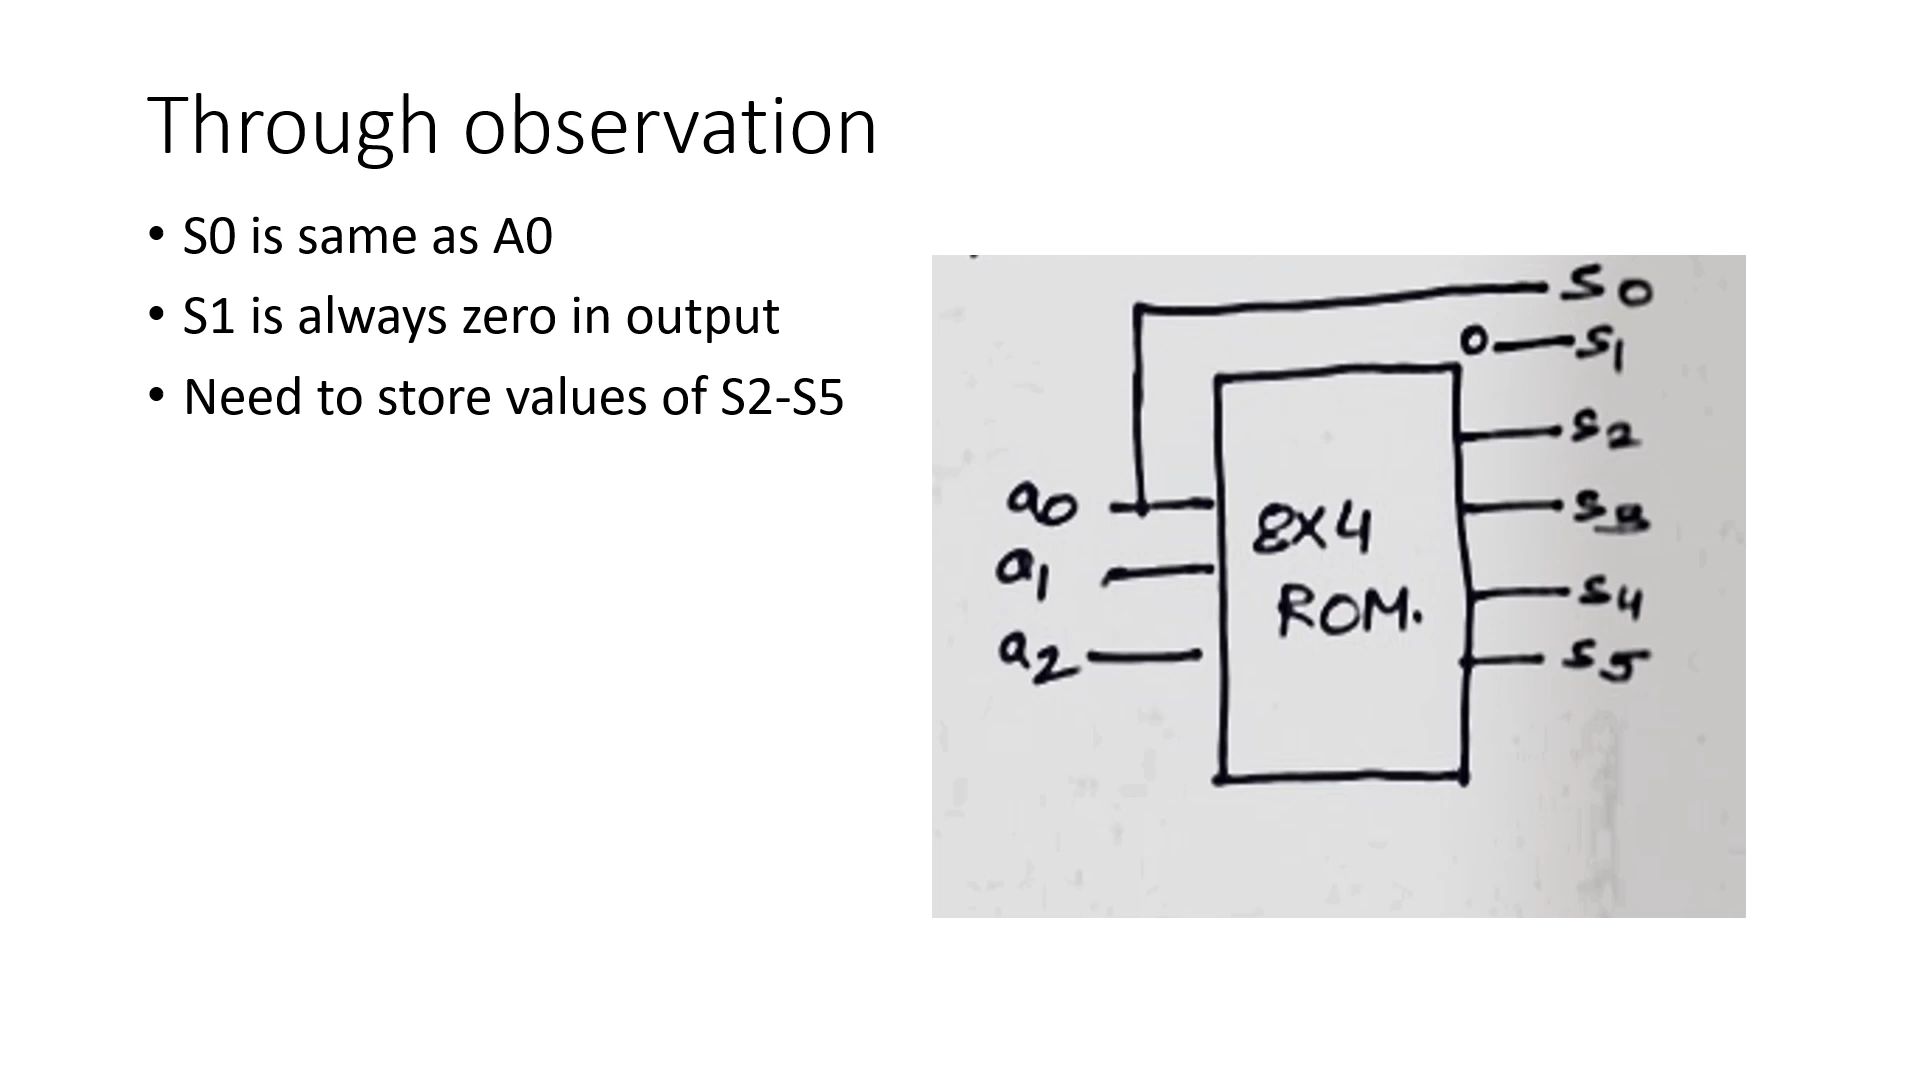 Through observation
• S0 is same as A0
• S1 is always zero in output
• Need to store values of S2-S5
S0
0 S1
S2
a0 8X4 S3
a1 ROM. S4
a2 S5